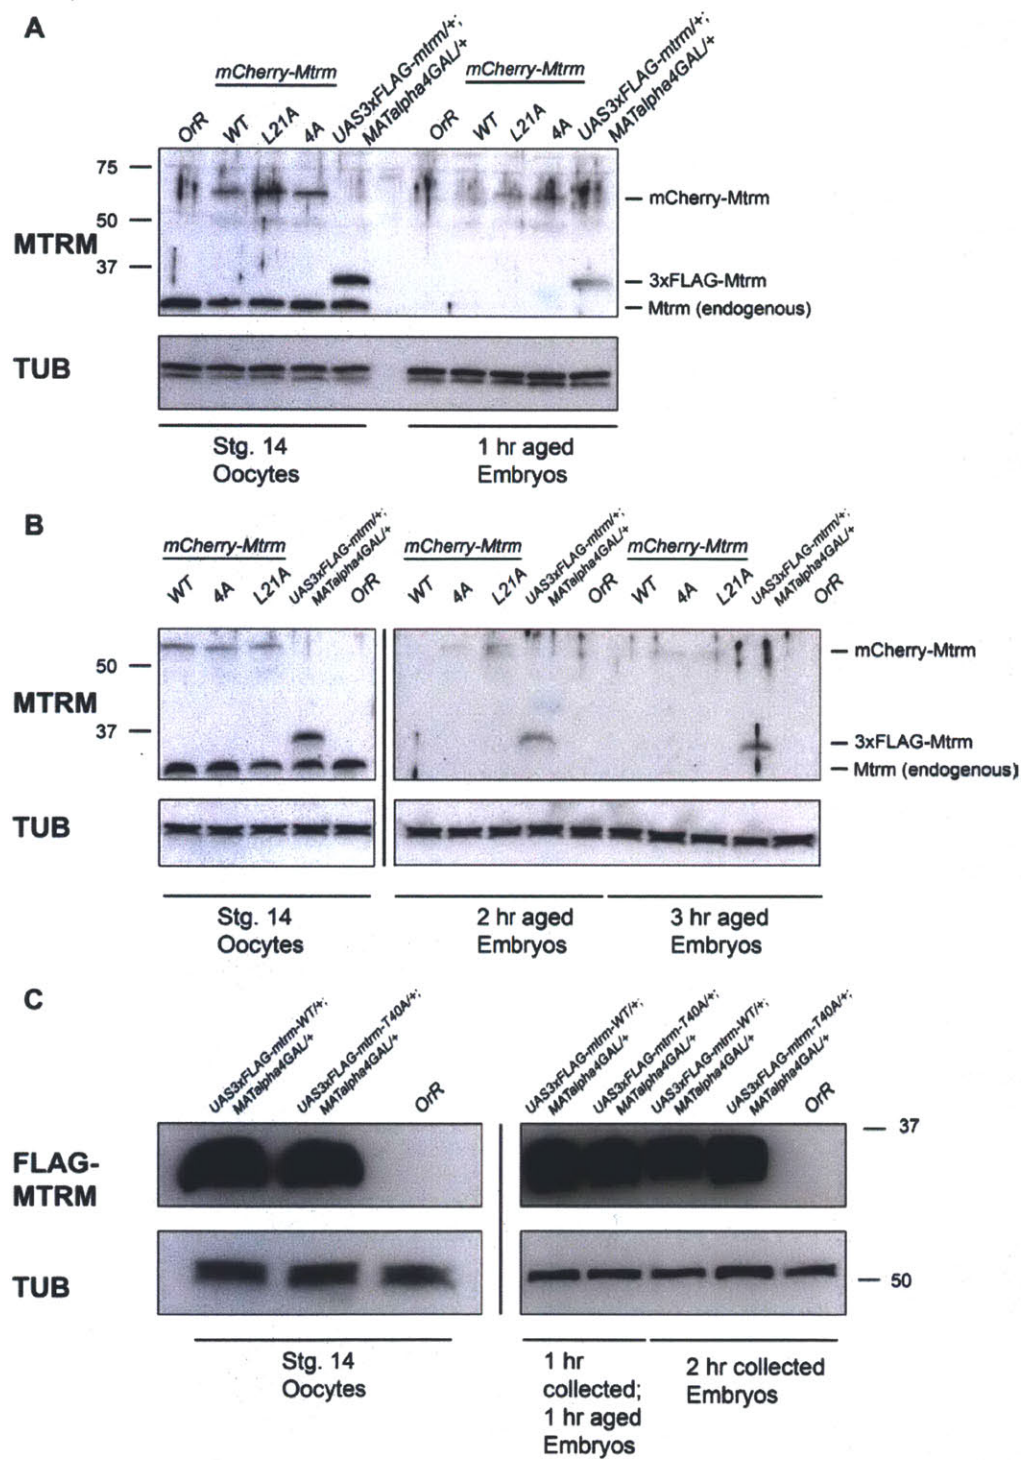 A
mCherry-Mtrm
mCherry-Mtrm
OrR
WT
L21A
4A
UAS3xFLAG-mtrm/+;
MATalpha4GAL/+
OrR
WT
L21A
4A
UAS3xFLAG-mtrm/+;
MATalpha4GAL/+
75
50
37
MTRM
mCherry-Mtrm
3xFLAG-Mtrm
Mtrm (endogenous)
TUB
Stg. 14
Oocytes
1 hr aged
Embryos
B
mCherry-Mtrm
mCherry-Mtrm
mCherry-Mtrm
WT
4A
L21A
UAS3xFLAG-mtrm/+;
MATalpha4GAL/+
OrR
WT
4A
L21A
UAS3xFLAG-mtrm/+;
MATalpha4GAL/+
OrR
WT
4A
L21A
UAS3xFLAG-mtrm/+;
MATalpha4GAL/+
OrR
50
37
MTRM
mCherry-Mtrm
3xFLAG-Mtrm
Mtrm (endogenous)
TUB
Stg. 14
Oocytes
2 hr aged
Embryos
3 hr aged
Embryos
C
UAS3xFLAG-mtrm-WT/+;
MATalpha4GAL/+
UAS3xFLAG-mtrm-T40A/+;
MATalpha4GAL/+
OrR
UAS3xFLAG-mtrm-WT/+;
MATalpha4GAL/+
UAS3xFLAG-mtrm-T40A/+;
MATalpha4GAL/+
UAS3xFLAG-mtrm-WT/+;
MATalpha4GAL/+
UAS3xFLAG-mtrm-T40A/+;
MATalpha4GAL/+
OrR
37
FLAG-
MTRM
TUB
50
Stg. 14
Oocytes
1 hr
collected;
1 hr aged
Embryos
2 hr collected
Embryos